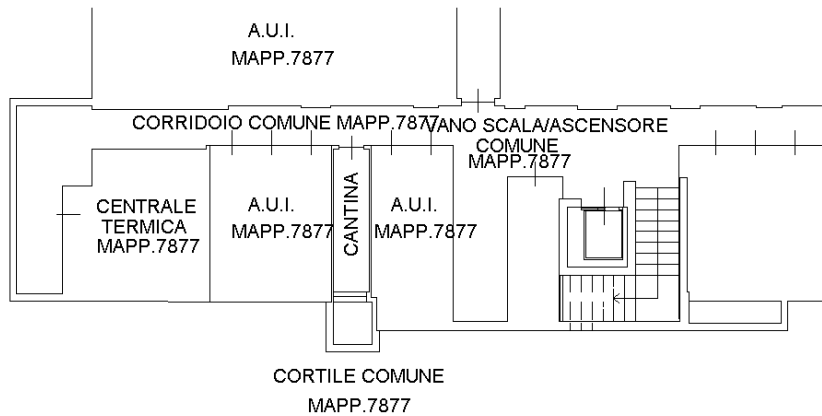 A.U.I.
MAPP.7877
CORRIDOIO COMUNE MAPP.7877
VANO SCALA/ASCENSORE
COMUNE
MAPP.7877
CENTRALE
TERMICA
MAPP.7877
A.U.I.
MAPP.7877
CANTINA
A.U.I.
MAPP.7877
CORTILE COMUNE
MAPP.7877